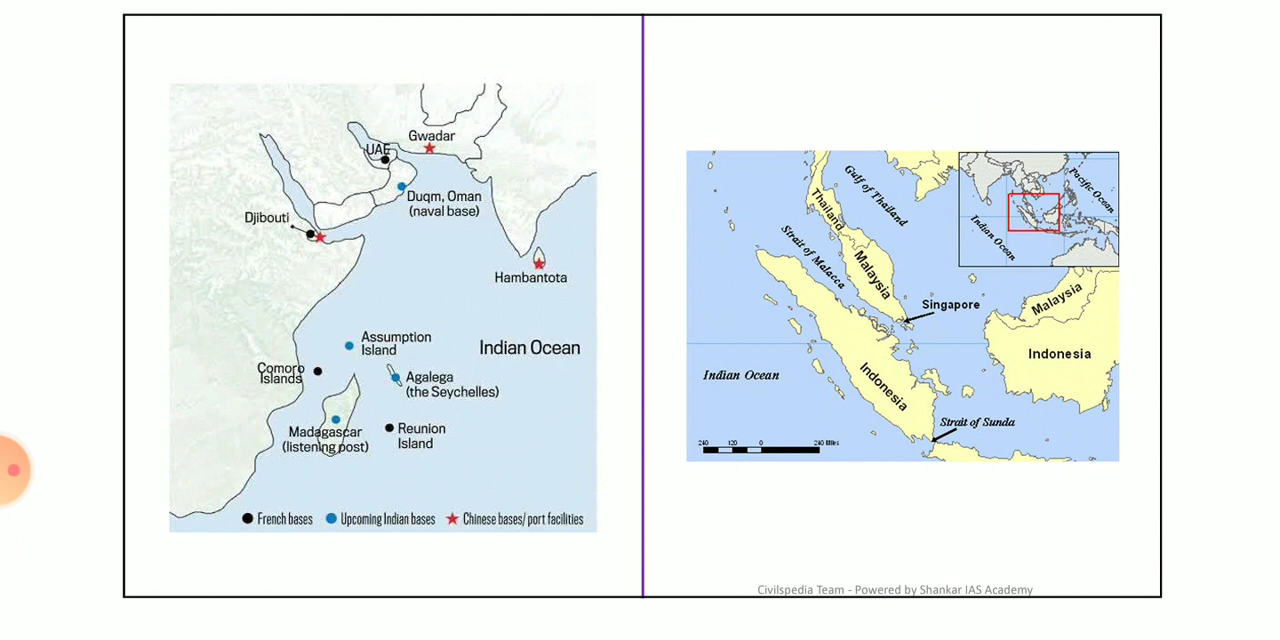 Gwadar
UAE
Duqm, Oman
(naval base)
Djibouti
Hambantota
Assumption
Island
Indian Ocean
Comoro
Islands
Agalega
(the Seychelles)
Madagascar
(listening post)
Reunion
Island
French bases
Upcoming Indian bases
Chinese bases/ port facilities
Gulf of Thailand
Thailand
Strait of Malacca
Malaysia
Singapore
Pacific Ocean
Indian Ocean
Malaysia
Indonesia
Indian Ocean
Indonesia
Strait of Sunda
240 120 0 240 Miles
Civilspedia Team - Powered by Shankar IAS Academy